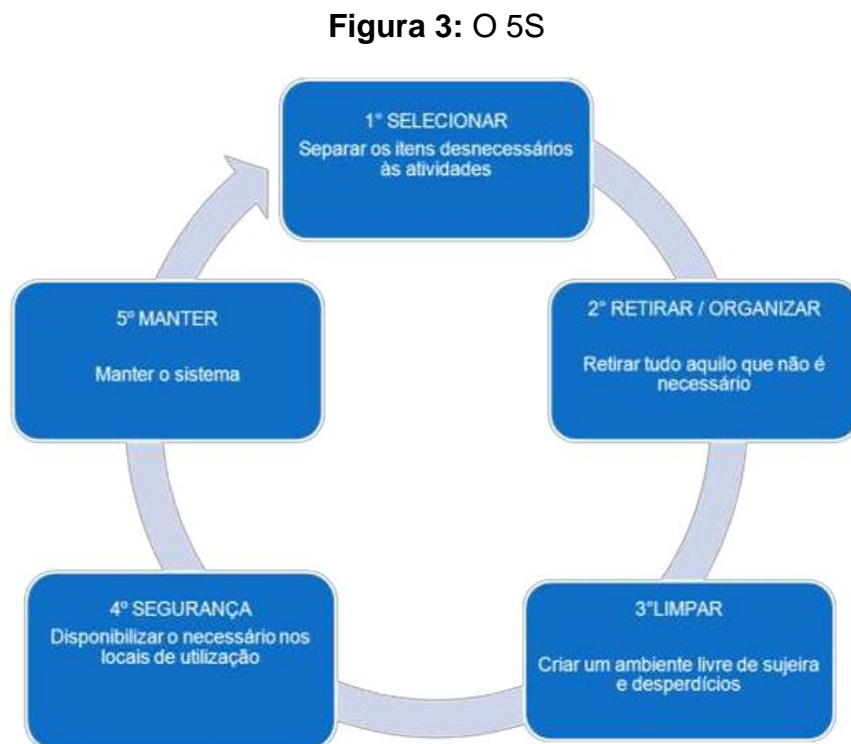 Figura 3: O 5S
1° SELECIONAR
Separar os itens desnecessários
às atividades
2° RETIRAR / ORGANIZAR
Retirar tudo aquilo que não é
necessário
3°LIMPAR
Criar um ambiente livre de sujeira
e desperdícios
4º SEGURANÇA
Disponibilizar o necessário nos
locais de utilização
5º MANTER
Manter o sistema